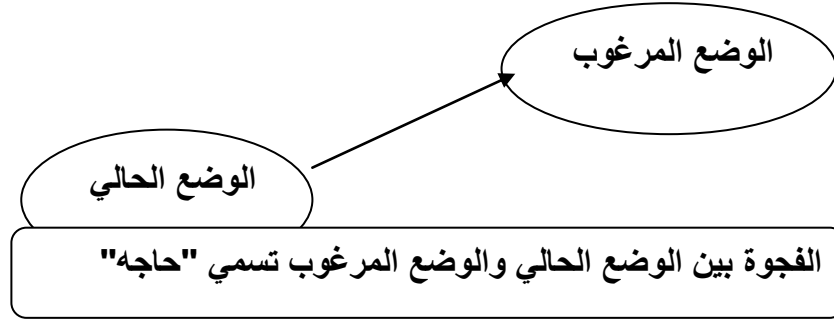 الوضع المرغوب
الوضع الحالي
الفجوة بين الوضع الحالي والوضع المرغوب تسمي "حاجه"